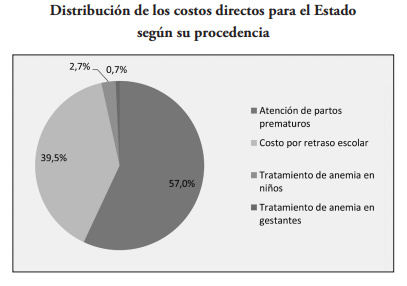 Distribución de los costos directos para el Estado
según su procedencia
2,7%
0,7%
39,5%
57,0%
Atención de partos
prematuros
Costo por retraso escolar
Tratamiento de anemia en
niños
Tratamiento de anemia en
gestantes